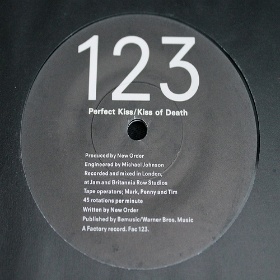 123
Perfect Kiss/Kiss of Death
Produced by New Order
Engineered by Michael Johnson
Recorded and mixed in London,
at Jam and Britannia Row Studios
Tape operators; Mark, Penny and Tim
45 rotations per minute
Written by New Order
Published by Bemusic/Warner Bros. Music
A Factory record. Fac 123.